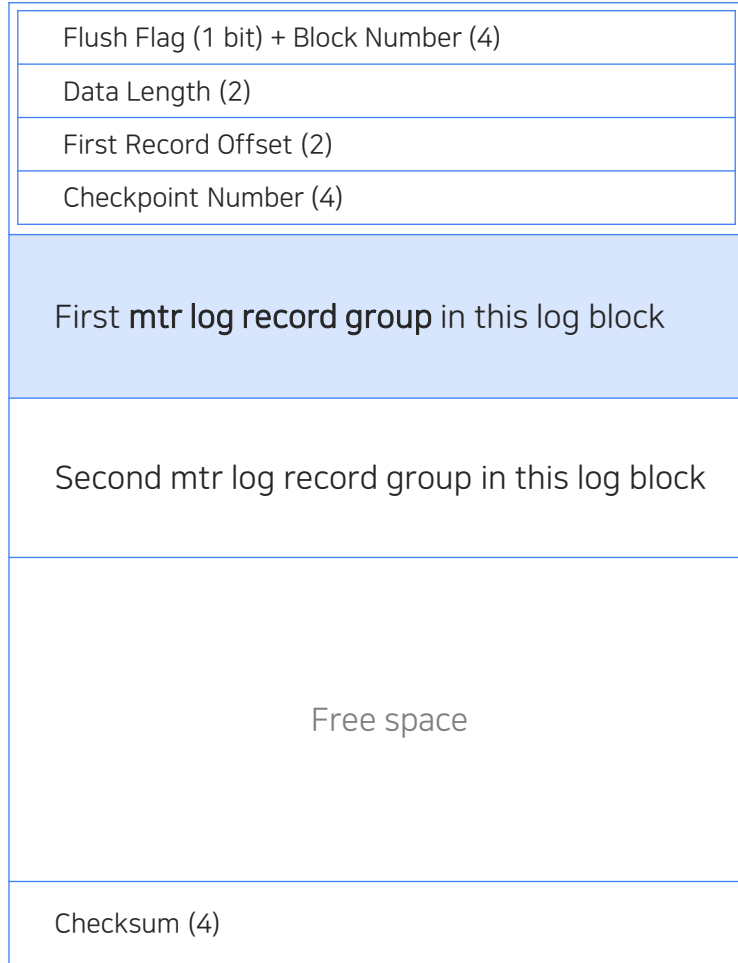 Flush Flag (1 bit) + Block Number (4)
Data Length (2)
First Record Offset (2)
Checkpoint Number (4)
First mtr log record group in this log block
Second mtr log record group in this log block
Free space
Checksum (4)